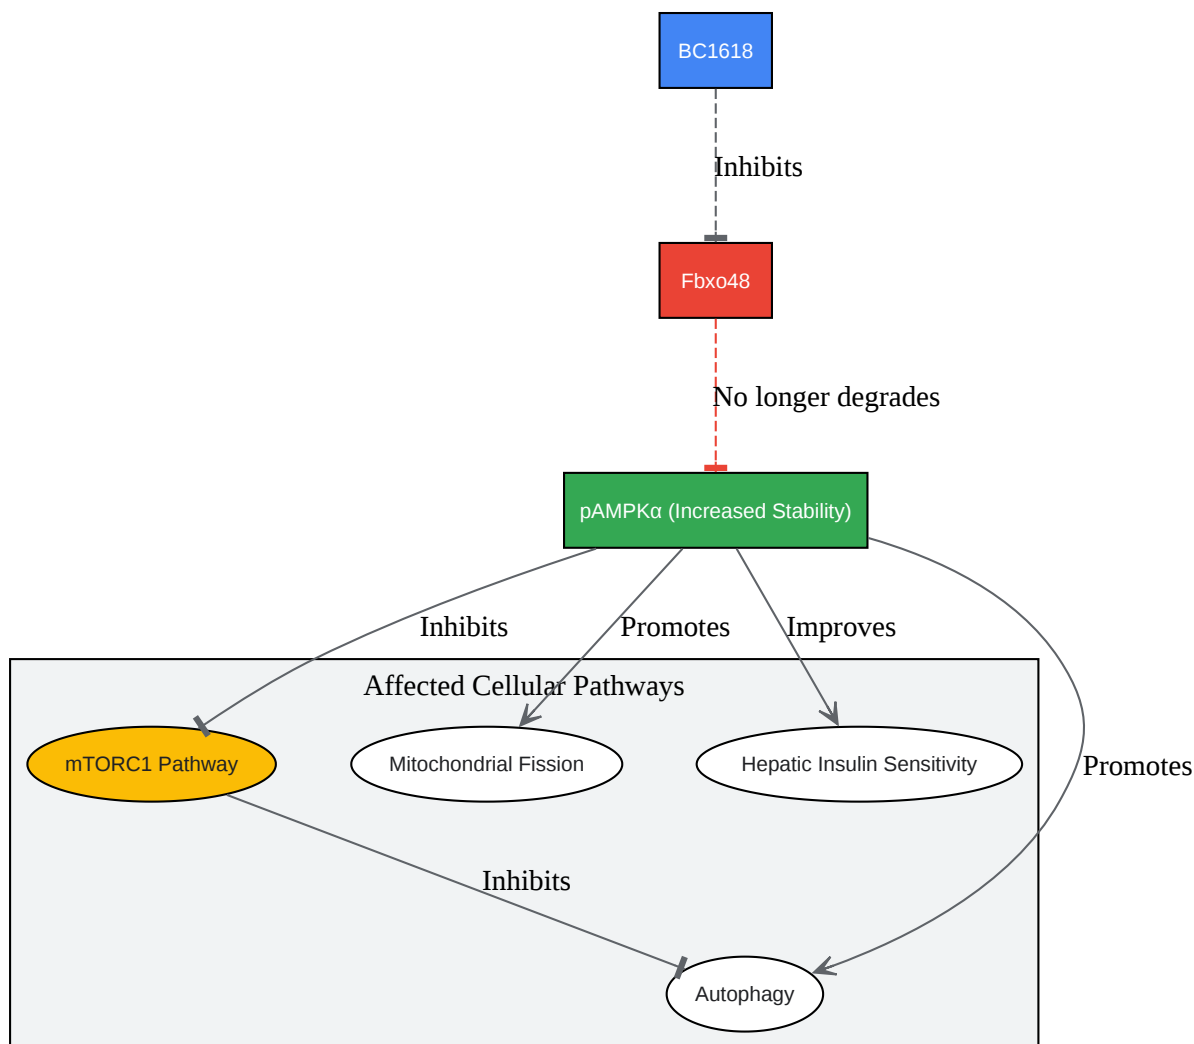 BC1618
Inhibits
Fbxo48
No longer degrades
pAMPKα (Increased Stability)
Inhibits
Promotes
Improves
Affected Cellular Pathways
mTORC1 Pathway
Mitochondrial Fission
Hepatic Insulin Sensitivity
Promotes
Inhibits
Autophagy